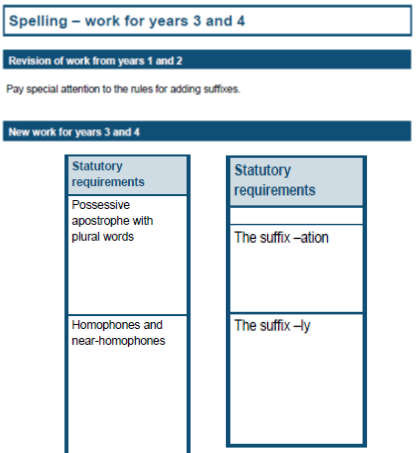 Spelling – work for years 3 and 4
Revision of work from years 1 and 2
Pay special attention to the rules for adding suffixes.
New work for years 3 and 4
Statutory
requirements
Possessive
apostrophe with
plural words
Homophones and
near-homophones
Statutory
requirements
The suffix –ation
The suffix –ly